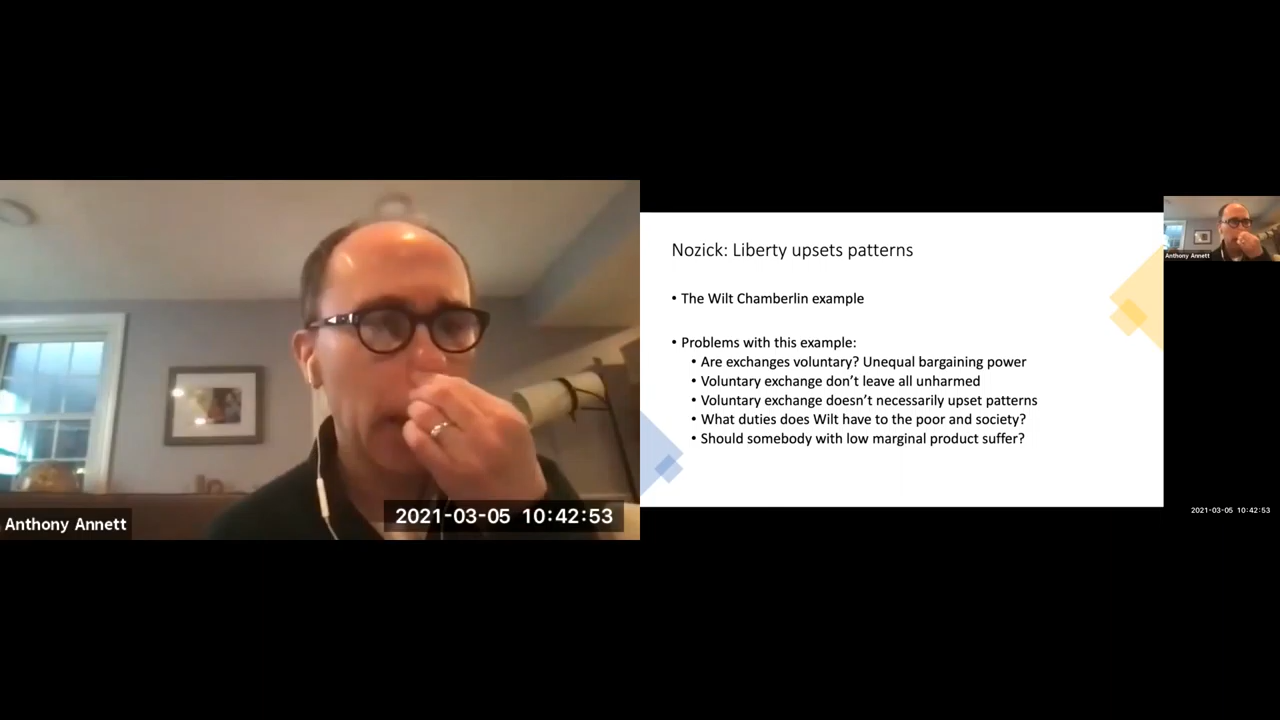 Anthony Annett
2021-03-05 10:42:53
Nozick: Liberty upsets patterns
• The Wilt Chamberlin example
• Problems with this example:
• Are exchanges voluntary? Unequal bargaining power
• Voluntary exchange don't leave all unharmed
• Voluntary exchange doesn't necessarily upset patterns
• What duties does Wilt have to the poor and society?
• Should somebody with low marginal product suffer?
Anthony Annett
2021-03-05 10:42:53